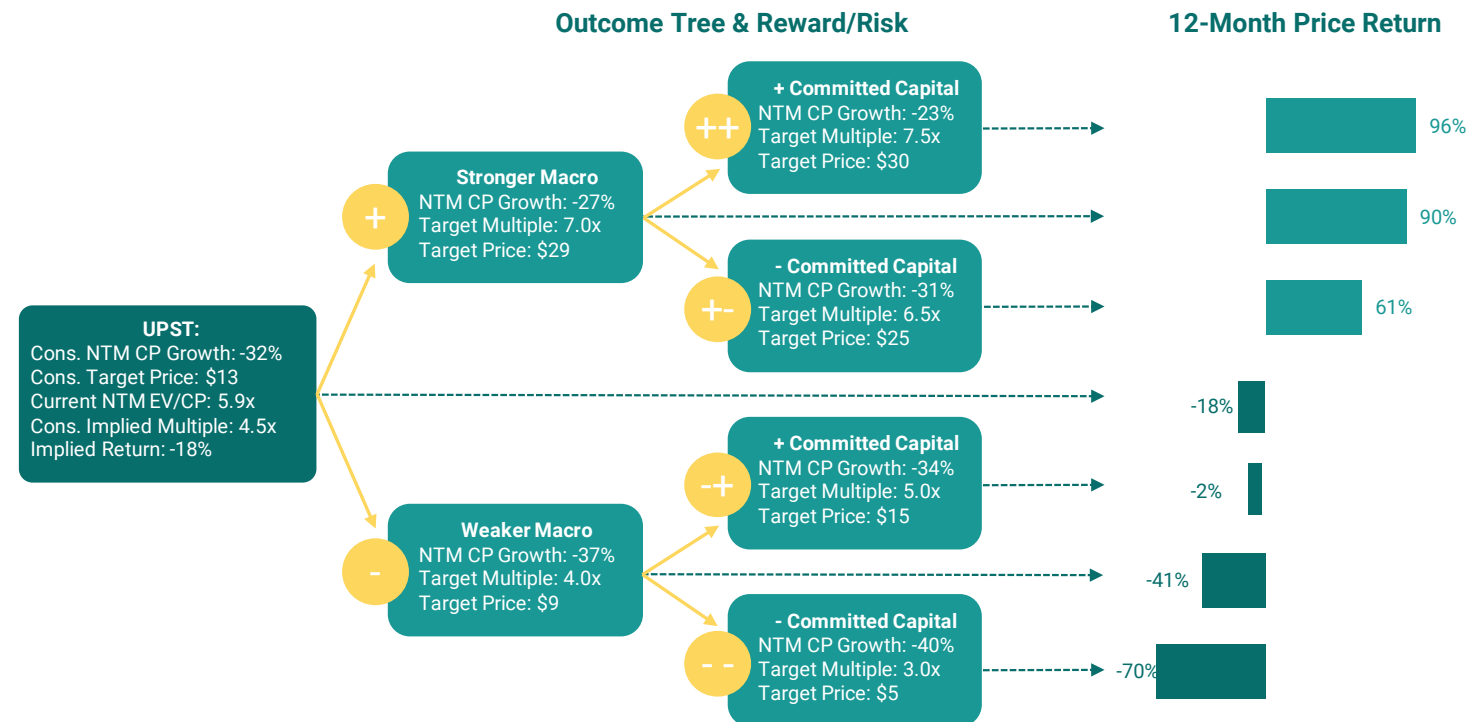 Outcome Tree & Reward/Risk
12-Month Price Return
UPST:
Cons. NTM CP Growth: -32%
Cons. Target Price: $13
Current NTM EV/CP: 5.9x
Cons. Implied Multiple: 4.5x
Implied Return: -18%
+
Stronger Macro
NTM CP Growth: -27%
Target Multiple: 7.0x
Target Price: $29
-
Weaker Macro
NTM CP Growth: -37%
Target Multiple: 4.0x
Target Price: $9
++
+ Committed Capital
NTM CP Growth: -23%
Target Multiple: 7.5x
Target Price: $30
+-
- Committed Capital
NTM CP Growth: -31%
Target Multiple: 6.5x
Target Price: $25
-+
+ Committed Capital
NTM CP Growth: -34%
Target Multiple: 5.0x
Target Price: $15
- -
- Committed Capital
NTM CP Growth: -40%
Target Multiple: 3.0x
Target Price: $5
96%
90%
61%
-18%
-2%
-41%
-70%